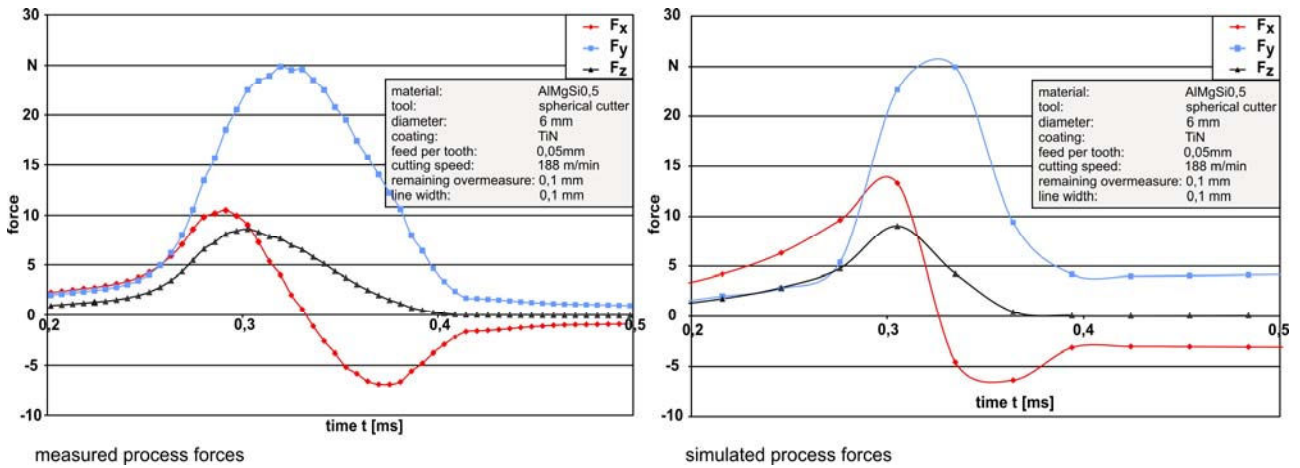 30
N
20
15
10
5
0
-5
-10
force
0,2
0,3
0,4
0,5
time t [ms]
Fx
Fy
Fz
material: AlMgSi0,5
tool: spherical cutter
diameter: 6 mm
coating: TiN
feed per tooth: 0,05mm
cutting speed: 188 m/min
remaining overmeasure: 0,1 mm
line width: 0,1 mm
measured process forces
30
N
20
15
10
5
0
-5
-10
force
0,2
0,3
0,4
0,5
time t [ms]
Fx
Fy
Fz
material: AlMgSi0,5
tool: spherical cutter
diameter: 6 mm
coating: TiN
feed per tooth: 0,05mm
cutting speed: 188 m/min
remaining overmeasure: 0,1 mm
line width: 0,1 mm
simulated process forces